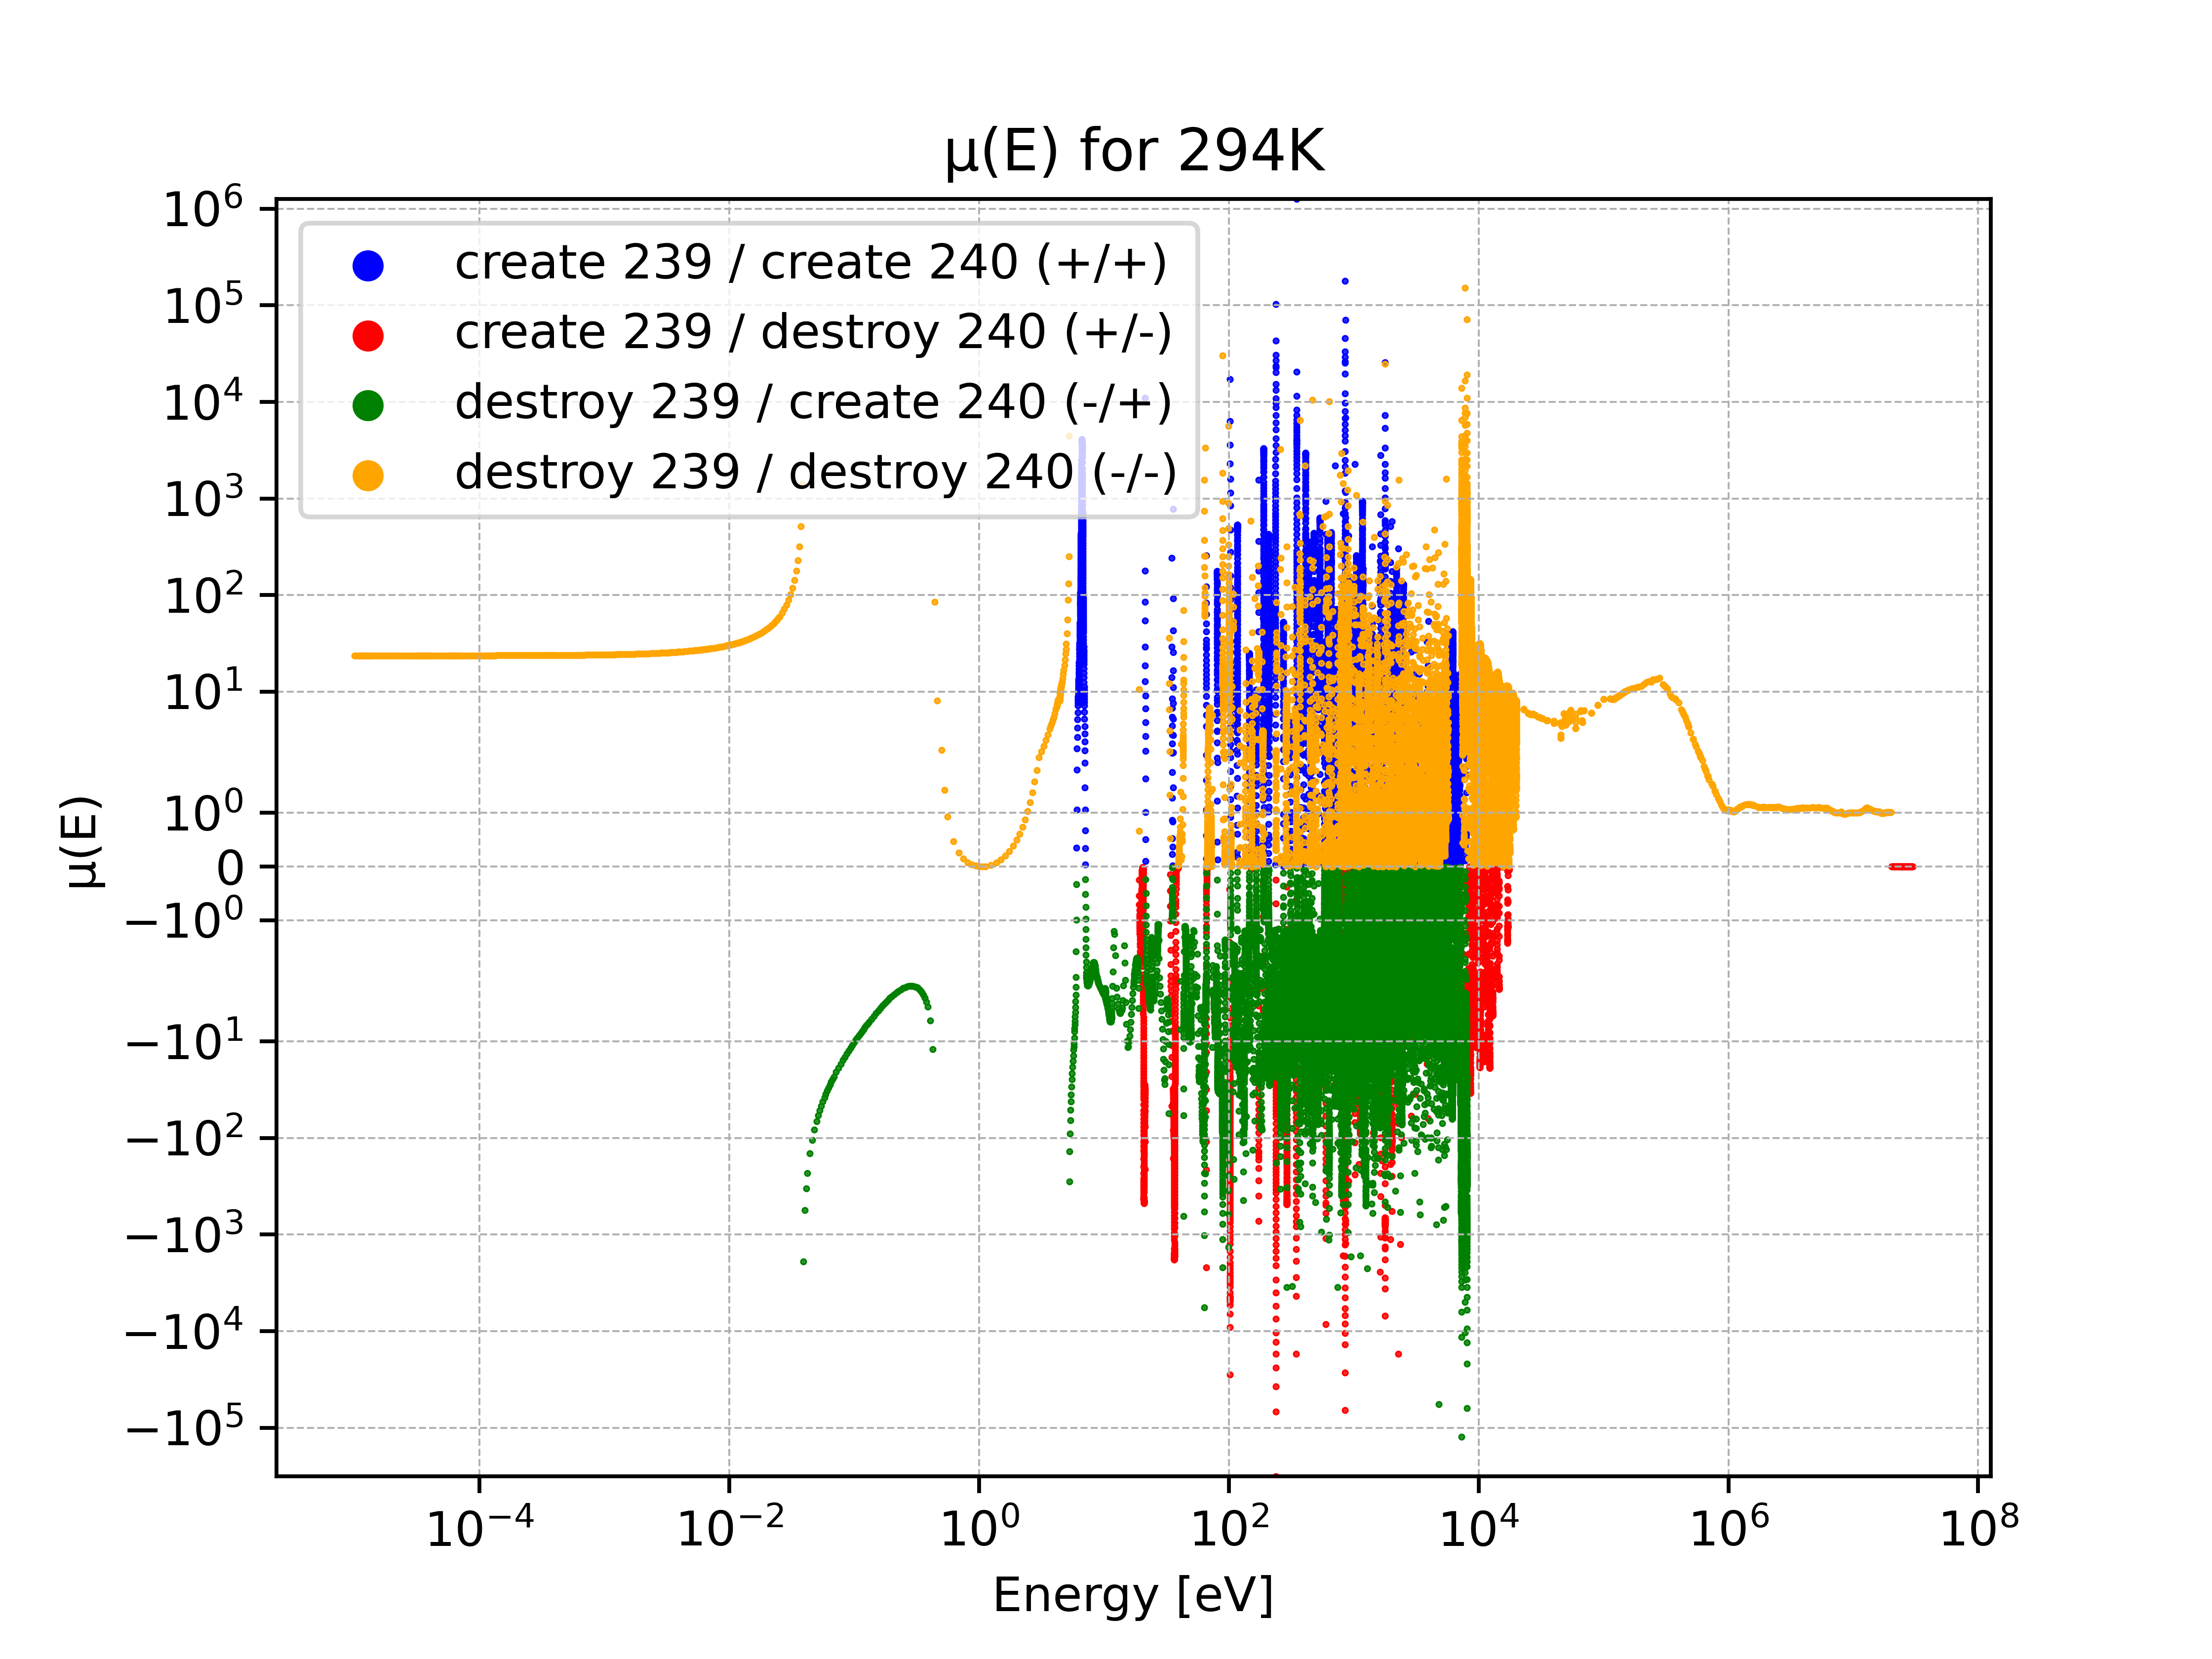 μ(E) for 294K
10⁶
10⁵
10⁴
10³
10²
10¹
10⁰
0
−10⁰
−10¹
−10²
−10³
−10⁴
−10⁵
μ(E)
create 239 / create 240 (+/+)
create 239 / destroy 240 (+/-)
destroy 239 / create 240 (-/+)
destroy 239 / destroy 240 (-/-)
10⁻⁴ 10⁻² 10⁰ 10² 10⁴ 10⁶ 10⁸
Energy [eV]